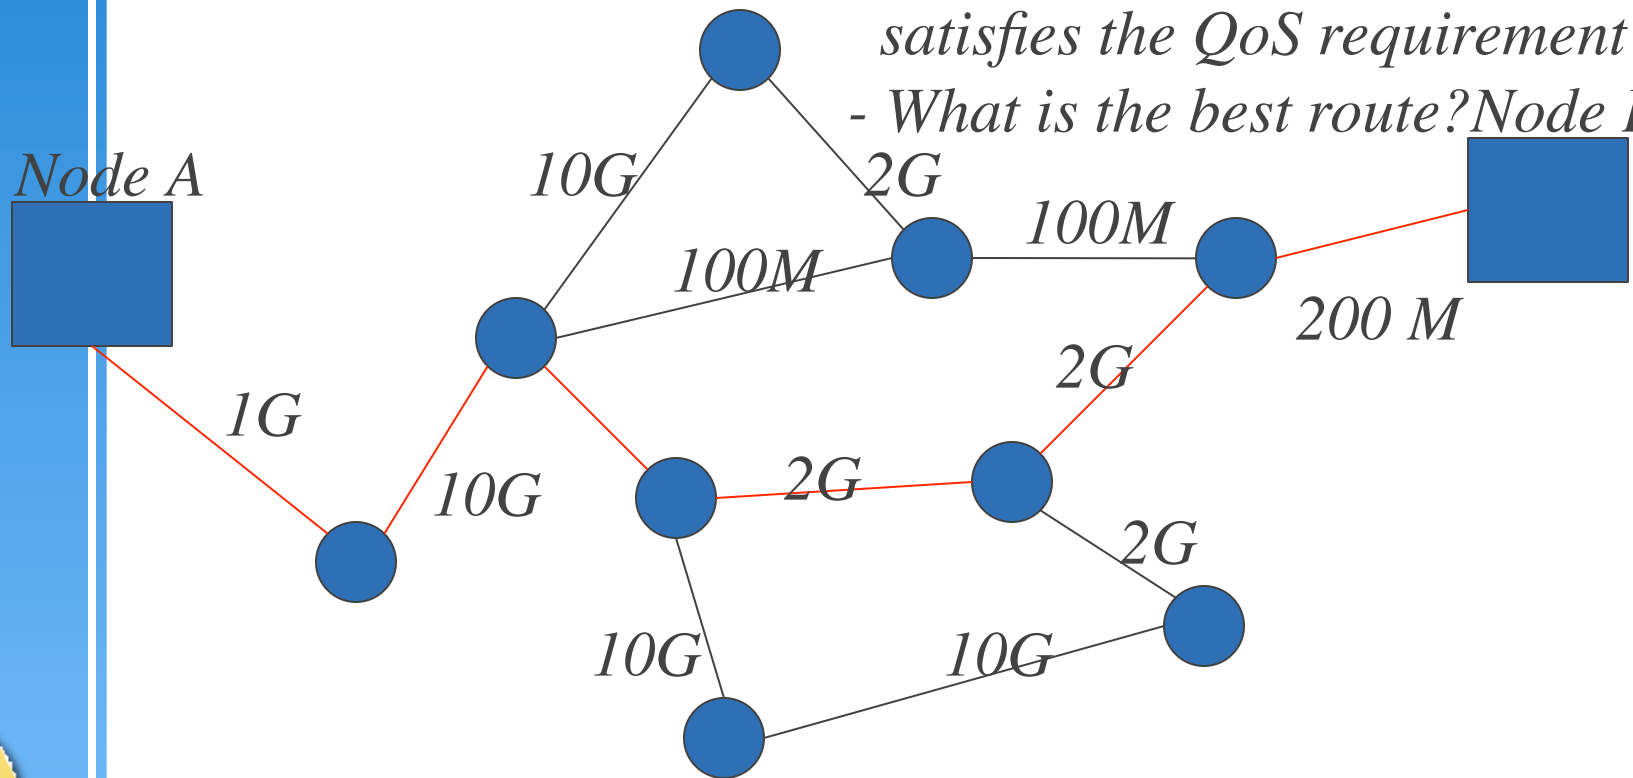 satisfies the QoS requirement
- What is the best route?Node
Node A
10G
2G
100M
100M
200 M
2G
1G
10G
2G
2G
10G
10G